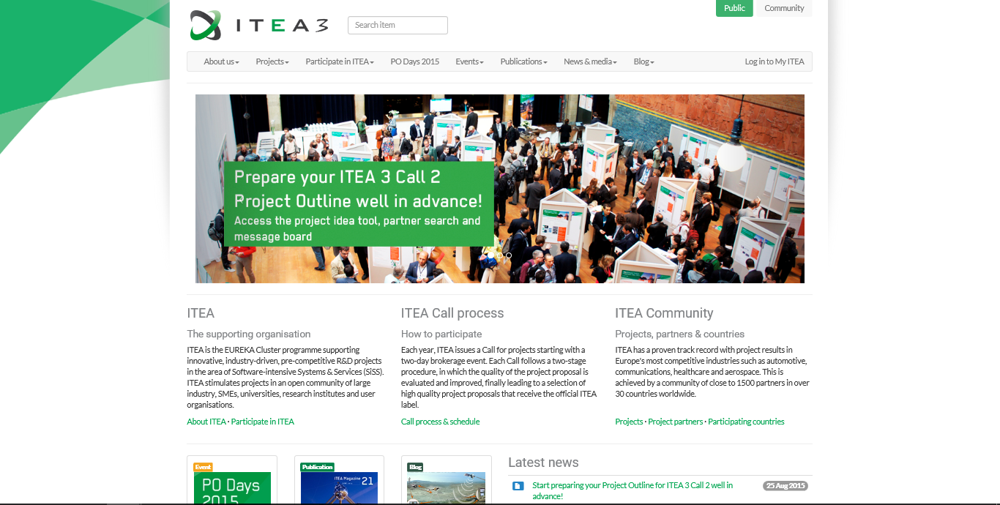 Public
Community
ITEA3
Search item
About us
Projects
Participate in ITEA
PO Days 2015
Events
Publications
News & media
Blog
Log in to My ITEA
Prepare your ITEA 3 Call 2
Project Outline well in advance!
Access the project idea tool, partner search and
message board
ITEA
The supporting organisation
ITEA is the EUREKA Cluster programme supporting
innovative, industry-driven, pre-competitive R&D projects
in the area of Software-intensive Systems & Services (SiSS).
ITEA stimulates projects in an open community of large
industry, SMEs, universities, research institutes and user
organisations.
About ITEA · Participate in ITEA
ITEA Call process
How to participate
Each year, ITEA issues a Call for projects starting with a
two-day brokerage event. Each Call follows a two-stage
procedure, in which the quality of the project proposal is
evaluated and improved, finally leading to a selection of
high quality project proposals that receive the official ITEA
label.
Call process & schedule
ITEA Community
Projects, partners & countries
ITEA has a proven track record with project results in
Europe's most competitive industries such as automotive,
communications, healthcare and aerospace. This is
achieved by a community of close to 1500 partners in over
30 countries worldwide.
Projects · Project partners · Participating countries
Event
PO Days
2015
Publication
ITEA Magazine 21
Blog
Latest news
Start preparing your Project Outline for ITEA 3 Call 2 well in
advance!
25 Aug 2015